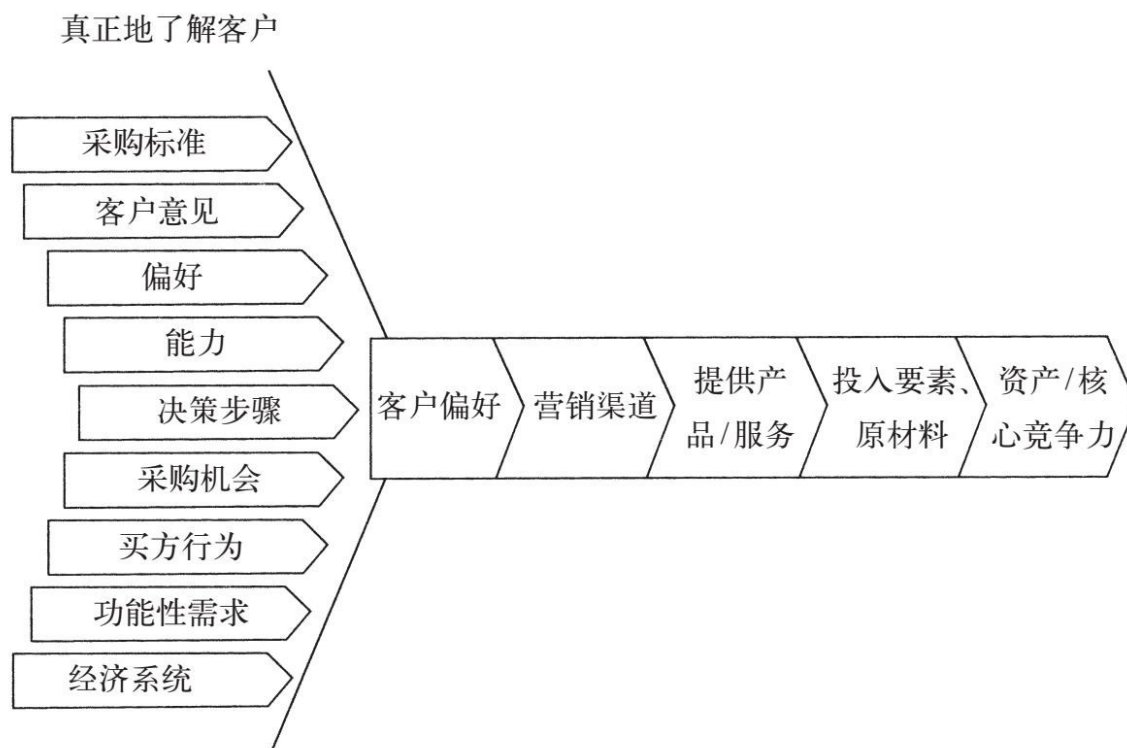 真正地了解客户
采购标准
客户意见
偏好
能力
决策步骤
采购机会
买方行为
功能性需求
经济系统
客户偏好
营销渠道
提供产
品/服务
投入要素、
原材料
资产/核
心竞争力